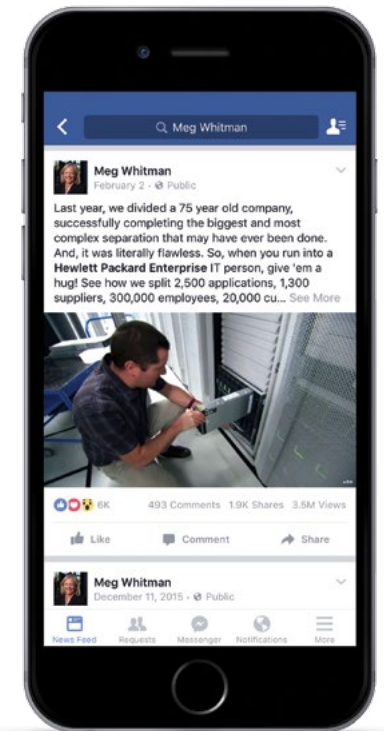 Meg Whitman
Meg Whitman
February 2 · Public
Last year, we divided a 75 year old company,
successfully completing the biggest and most
complex separation that may have ever been done.
And, it was literally flawless. So, when you run into a
Hewlett Packard Enterprise IT person, give 'em a
hug! See how we split 2,500 applications, 1,300
suppliers, 300,000 employees, 20,000 cu... See More
6K 493 Comments 1.9K Shares 3.5M Views
Like Comment Share
Meg Whitman
December 11, 2015 · Public
News Feed Requests Messenger Notifications More